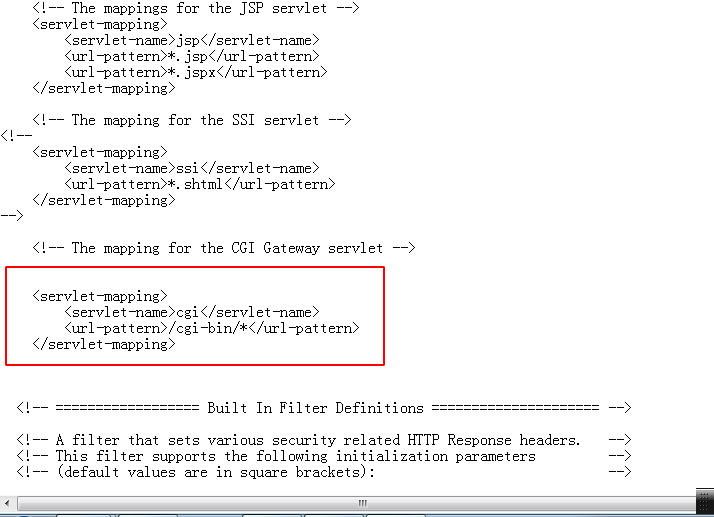 <!-- The mappings for the JSP servlet -->
<servlet-mapping>
<servlet-name>jsp</servlet-name>
<url-pattern>*.jsp</url-pattern>
<url-pattern>*.jspx</url-pattern>
</servlet-mapping>
<!-- The mapping for the SSI servlet -->
<!--
<servlet-mapping>
<servlet-name>ssi</servlet-name>
<url-pattern>*.shtml</url-pattern>
</servlet-mapping>
-->
<!-- The mapping for the CGI Gateway servlet -->
<servlet-mapping>
<servlet-name>cgi</servlet-name>
<url-pattern>/cgi-bin/*</url-pattern>
</servlet-mapping>
<!-- ================== Built In Filter Definitions ===================== -->
<!-- A filter that sets various security related HTTP Response headers. -->
<!-- This filter supports the following initialization parameters -->
<!-- (default values are in square brackets): -->